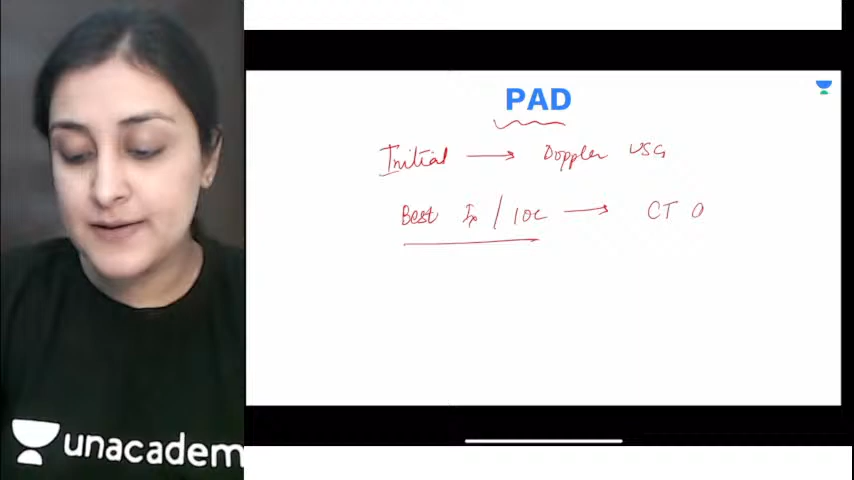 PAD
Initial → Doppler USG
Best Ix / IOC → CT O
unacadem